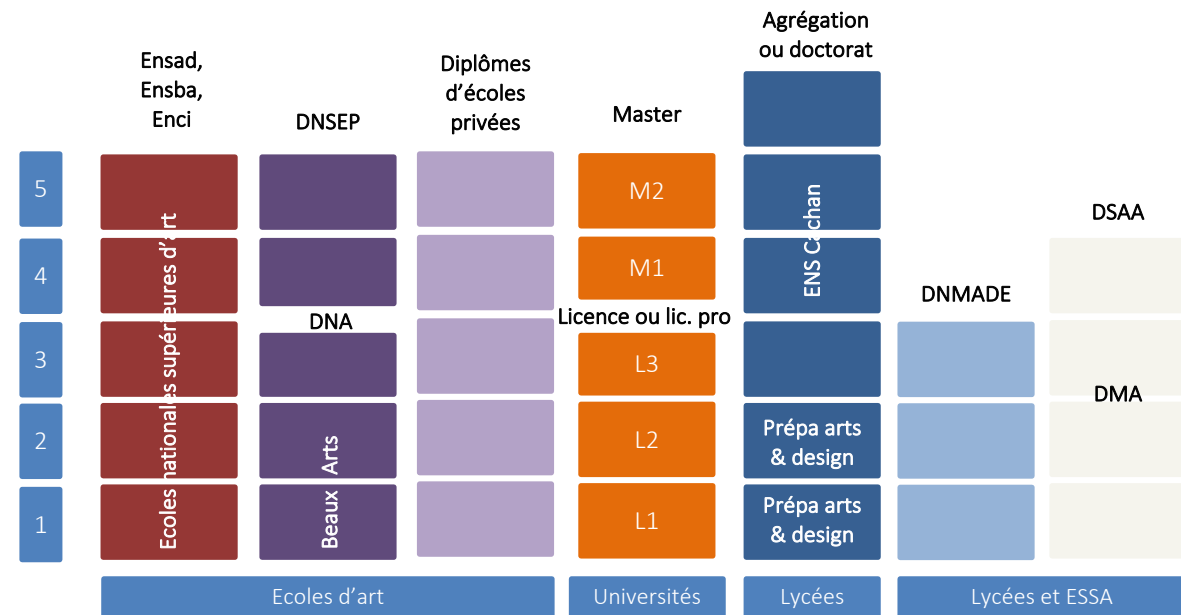 Agrégation
ou doctorat
Ensad,
Ensba,
Enci
DNSEP
Diplômes
d'écoles
privées
Master
5
M2
DSAA
4
M1
ENS Cachan
DNMADE
DNA
Licence ou lic. pro
3
L3
DMA
2
L2
Prépa arts
& design
Ecoles nationales supérieures d'art
Beaux Arts
1
L1
Prépa arts
& design
Ecoles d'art
Universités
Lycées
Lycées et ESSA